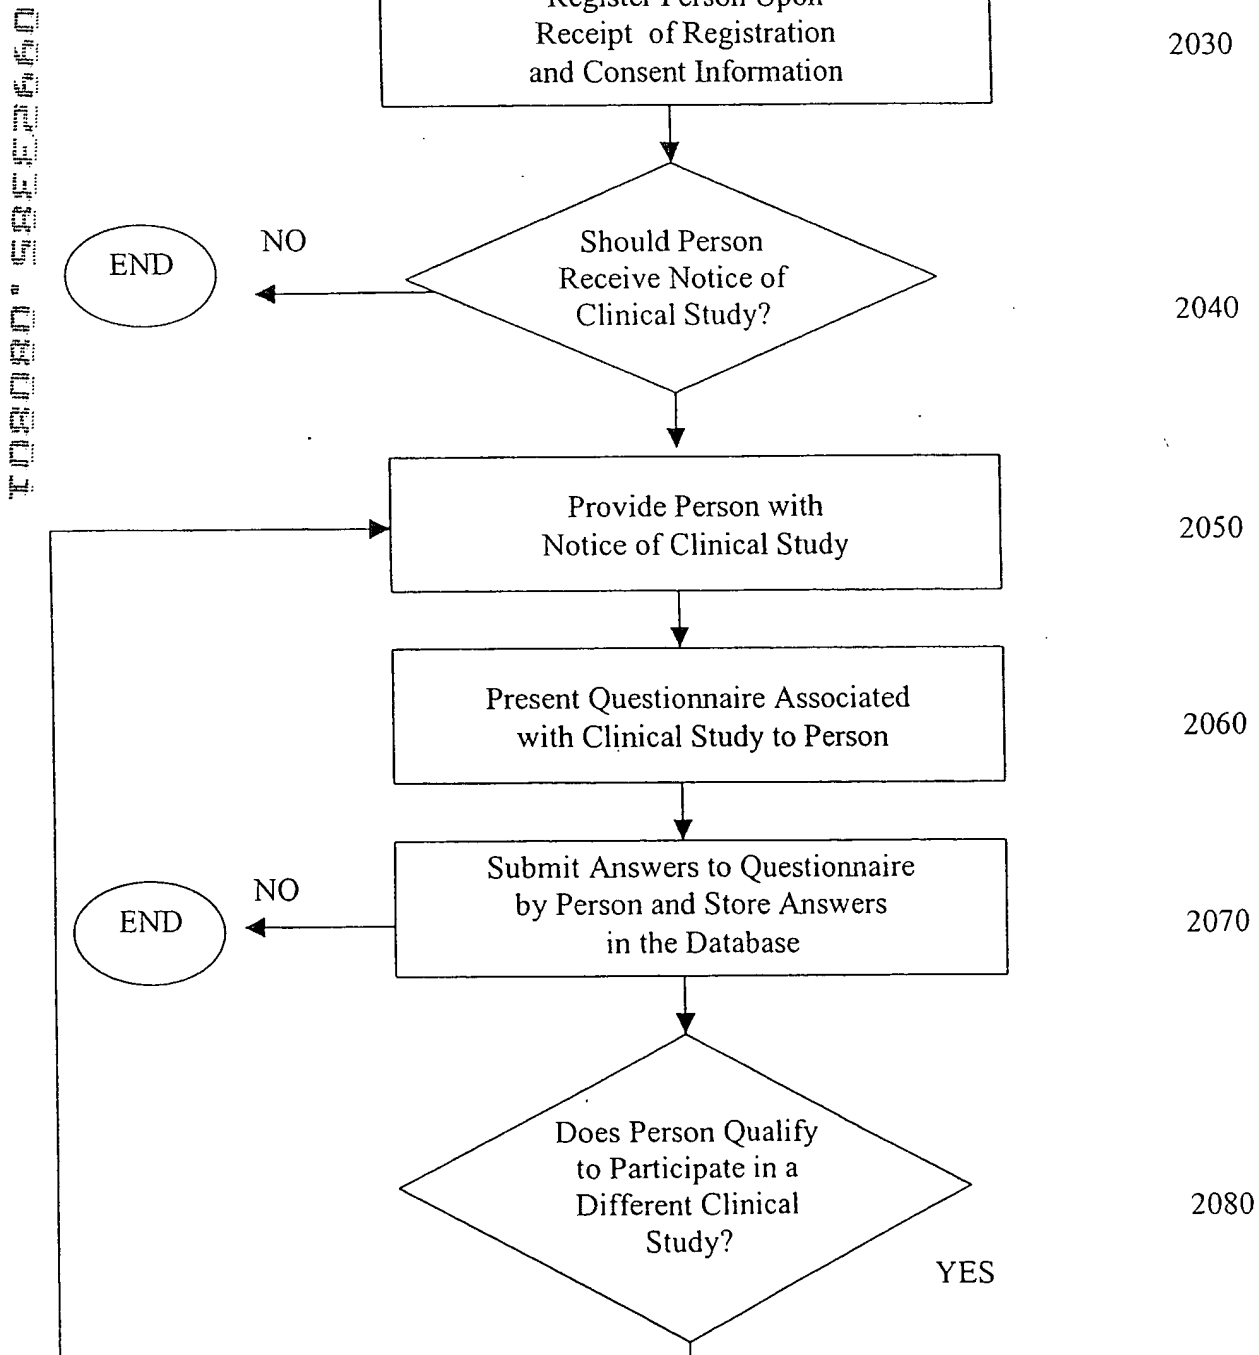 Register Person Upon
Receipt of Registration
and Consent Information
2030
NO
END
Should Person
Receive Notice of
Clinical Study?
2040
Provide Person with
Notice of Clinical Study
2050
Present Questionnaire Associated
with Clinical Study to Person
2060
Submit Answers to Questionnaire
by Person and Store Answers
in the Database
NO
END
2070
Does Person Qualify
to Participate in a
Different Clinical
Study?
2080
YES